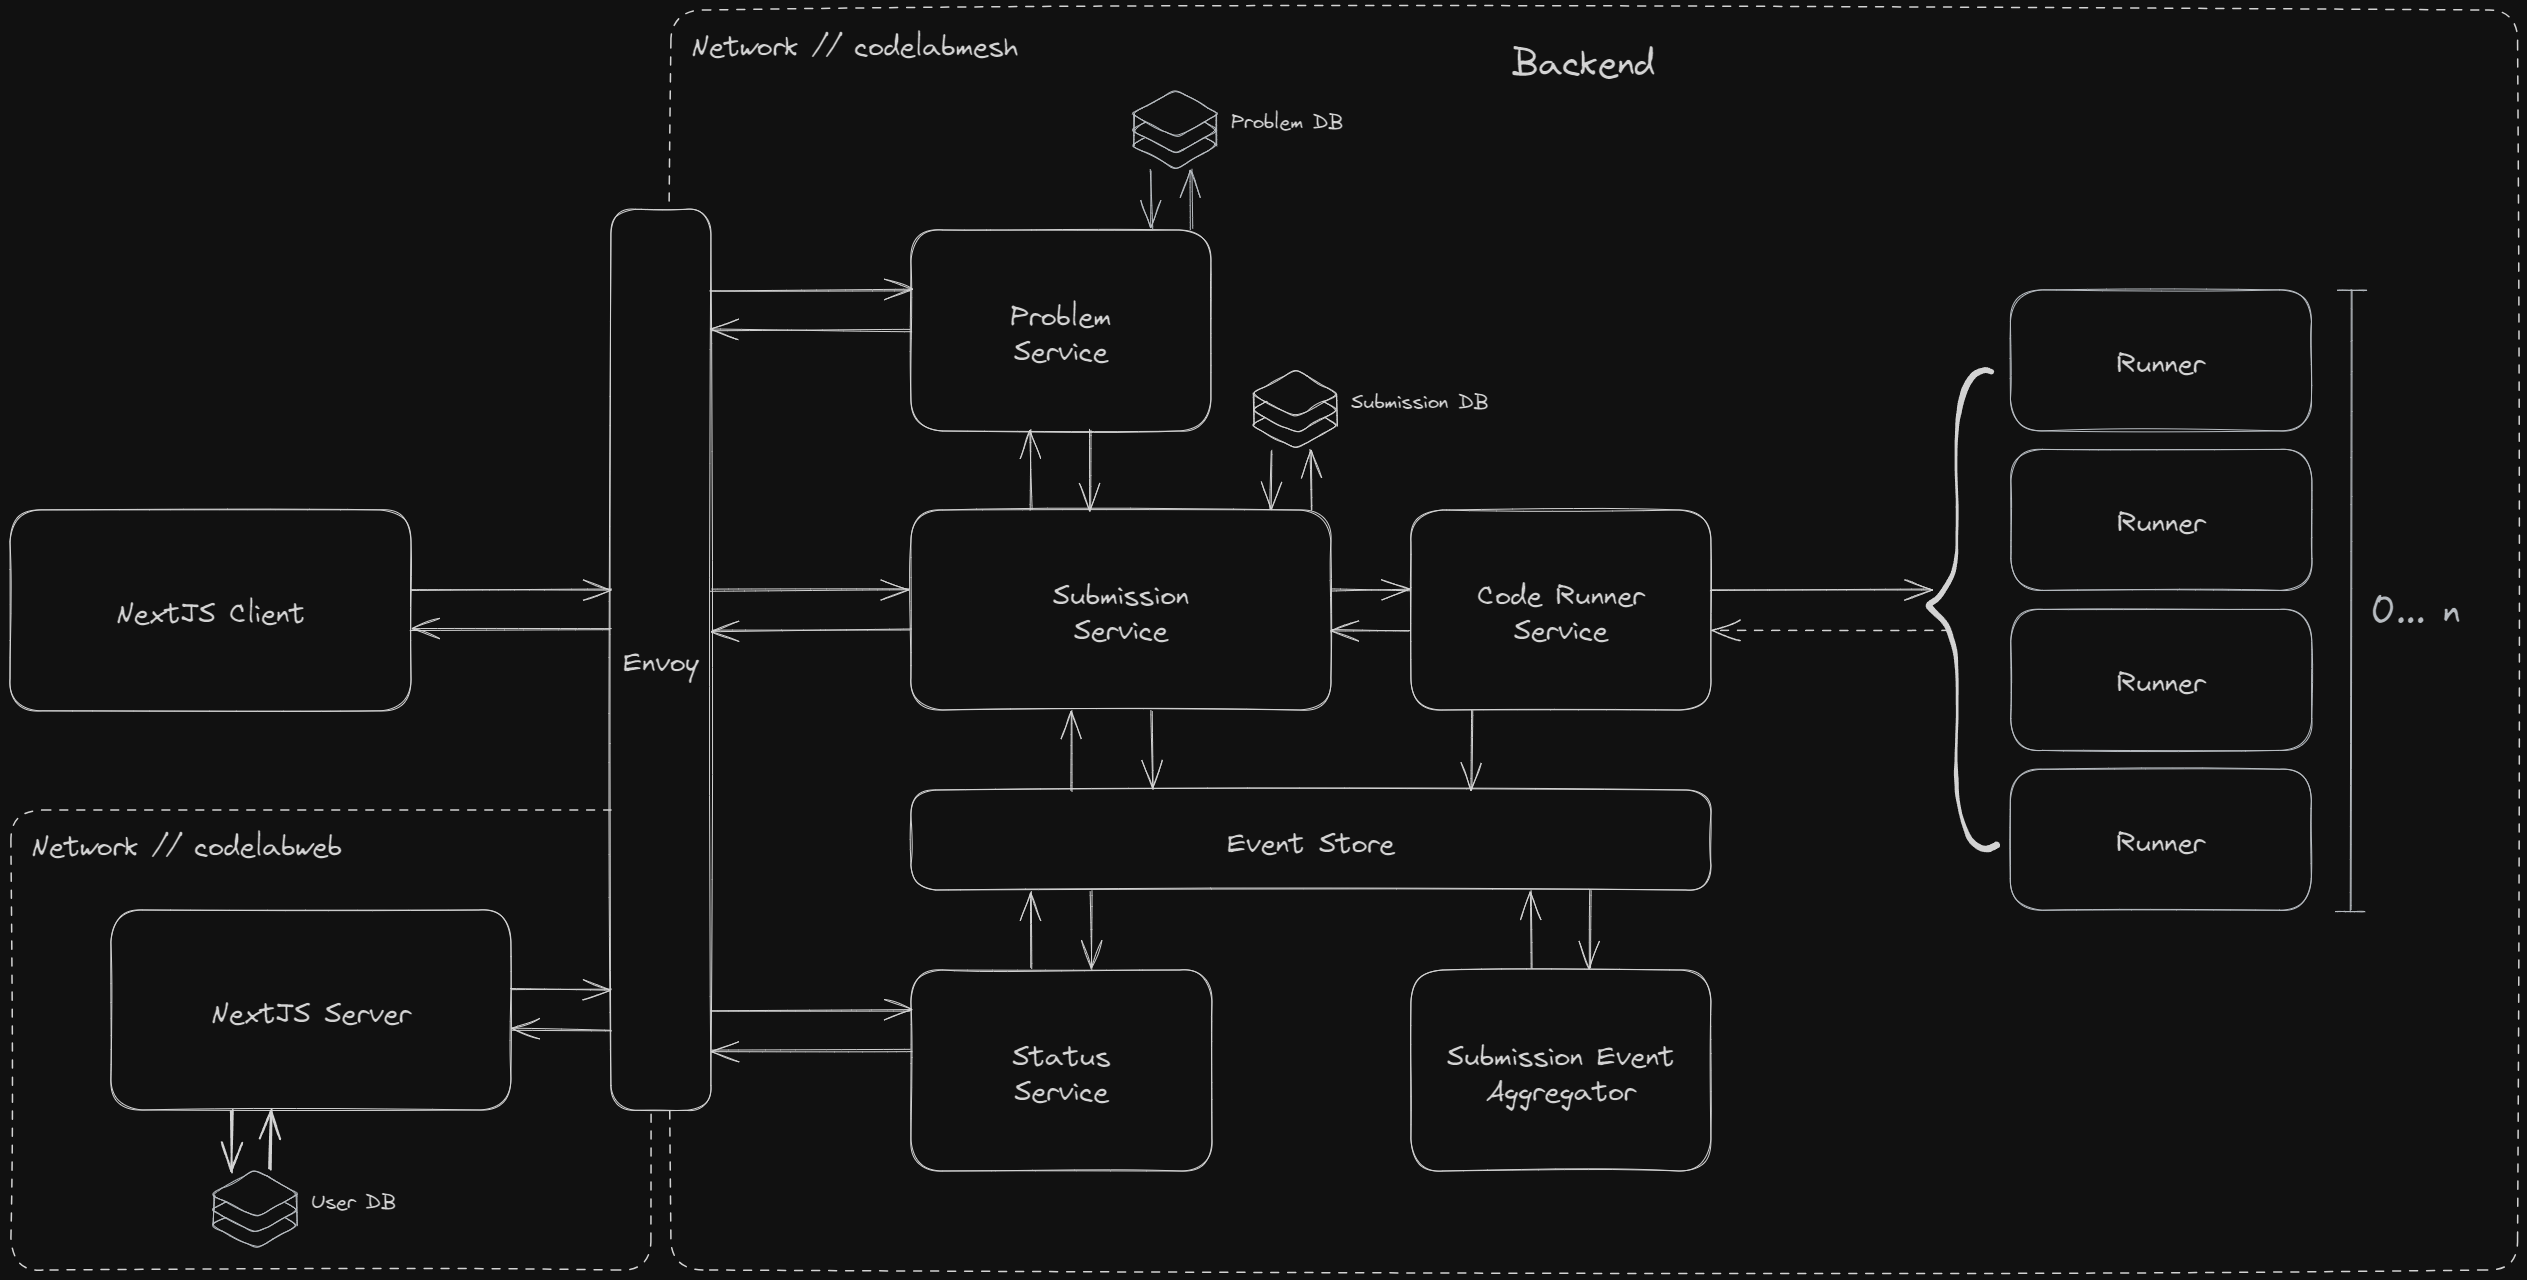 Network // codelabmesh
Backend
Problem DB
Problem
Service
Submission DB
NextJS Client
Envoy
Submission
Service
Code Runner
Service
Runner
Runner
Runner
Runner
0... n
Event Store
Network // codelabweb
NextJS Server
User DB
Status
Service
Submission Event
Aggregator